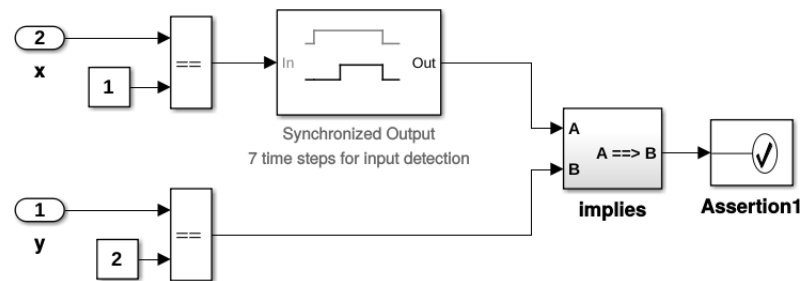 2
x
1
==
In
Out
Synchronized Output
7 time steps for input detection
A
B
A ==> B
implies
Assertion1
1
y
2
==